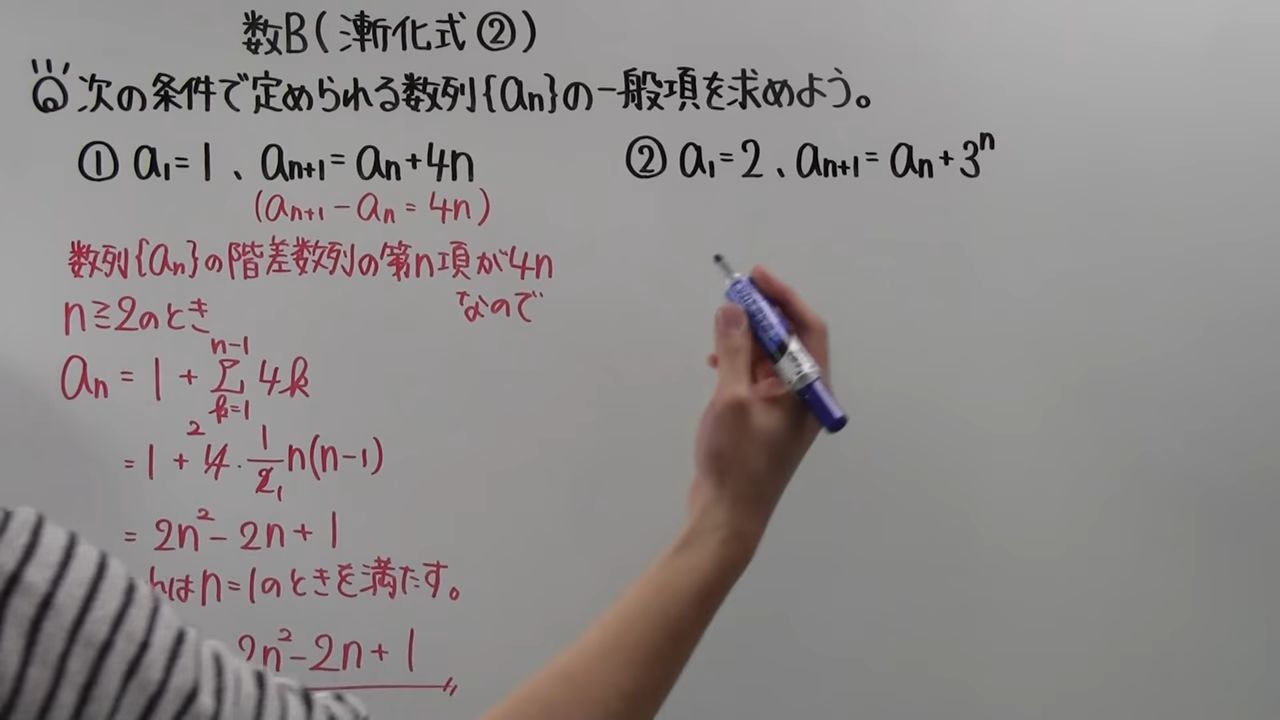 数B(漸化式②)
次の条件で定められる数列{an}の一般項を求めよう。
① a₁=1、an+1=an+4n
(an+1-an=4n)
数列{an}の階差数列の第n項が4n
なので
n≧2のとき
an = 1 + Σ[k=1, n-1] 4k
= 1 + 4・1/2 n(n-1)
2 1
= 2n²-2n+1
はn=1のときを満たす。
2n²-2n+1
② a₁=2、an+1=an+3ⁿ